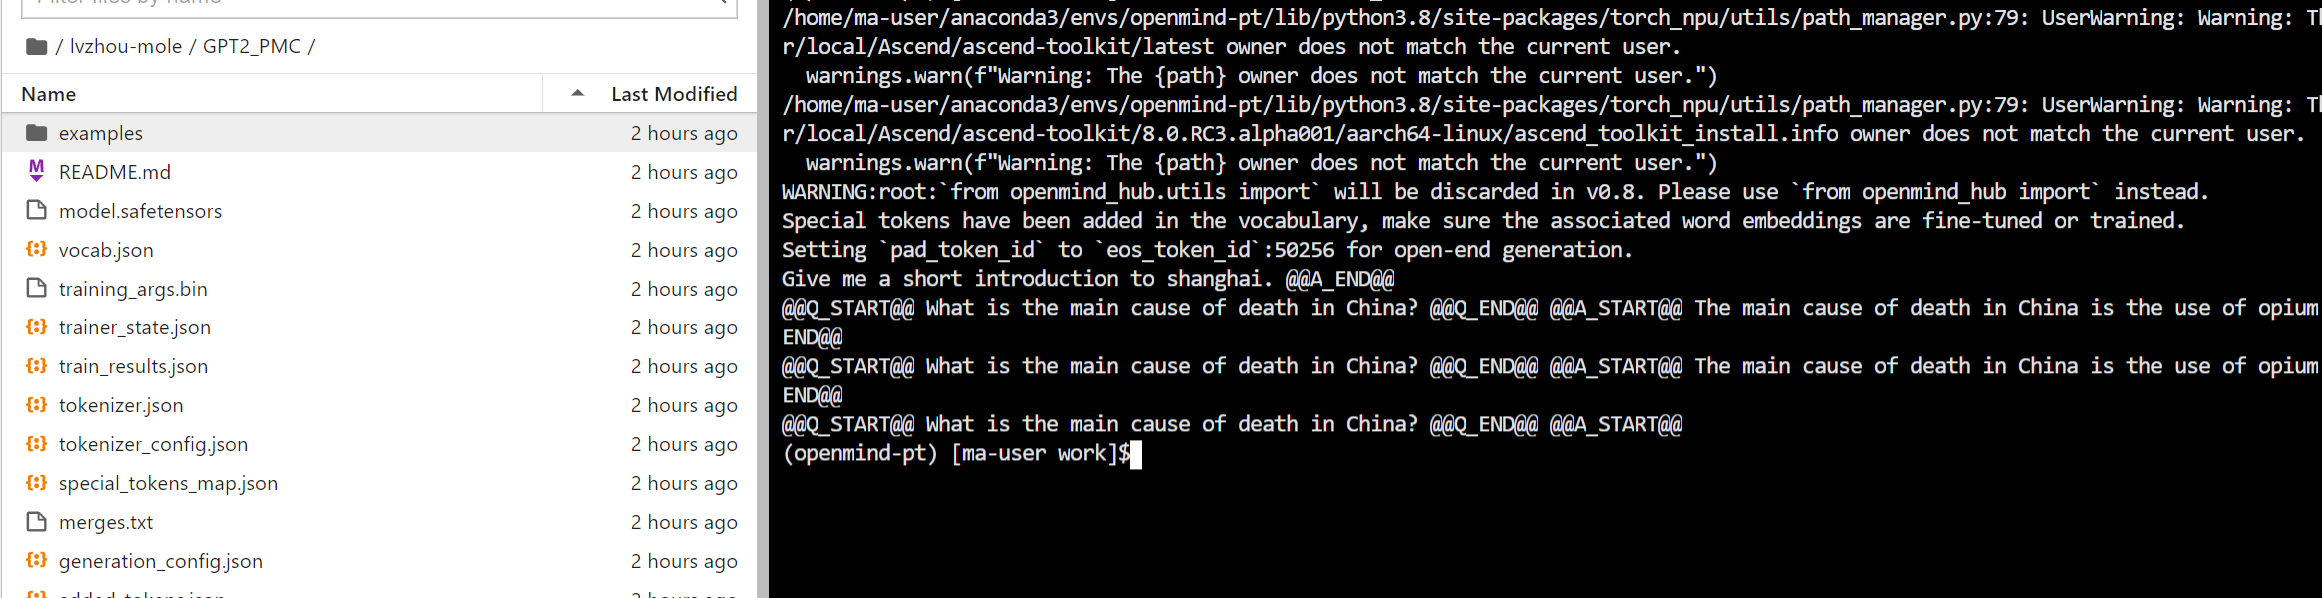 Filter files by name
/ lvzhou-mole / GPT2_PMC /
Name Last Modified
examples 2 hours ago
README.md 2 hours ago
model.safetensors 2 hours ago
vocab.json 2 hours ago
training_args.bin 2 hours ago
trainer_state.json 2 hours ago
train_results.json 2 hours ago
tokenizer.json 2 hours ago
tokenizer_config.json 2 hours ago
special_tokens_map.json 2 hours ago
merges.txt 2 hours ago
generation_config.json 2 hours ago
added_tokens.json 2 hours ago
/home/ma-user/anaconda3/envs/openmind-pt/lib/python3.8/site-packages/torch_npu/utils/path_manager.py:79: UserWarning: Warning: Th
r/local/Ascend/ascend-toolkit/latest owner does not match the current user.
warnings.warn(f"Warning: The {path} owner does not match the current user.")
/home/ma-user/anaconda3/envs/openmind-pt/lib/python3.8/site-packages/torch_npu/utils/path_manager.py:79: UserWarning: Warning: Th
r/local/Ascend/ascend-toolkit/8.0.RC3.alpha001/aarch64-linux/ascend_toolkit_install.info owner does not match the current user.
warnings.warn(f"Warning: The {path} owner does not match the current user.")
WARNING:root:`from openmind_hub.utils import` will be discarded in v0.8. Please use `from openmind_hub import` instead.
Special tokens have been added in the vocabulary, make sure the associated word embeddings are fine-tuned or trained.
Setting `pad_token_id` to `eos_token_id`:50256 for open-end generation.
Give me a short introduction to shanghai. @@A_END@@
@@Q_START@@ What is the main cause of death in China? @@Q_END@@ @@A_START@@ The main cause of death in China is the use of opium
END@@
@@Q_START@@ What is the main cause of death in China? @@Q_END@@ @@A_START@@ The main cause of death in China is the use of opium
END@@
@@Q_START@@ What is the main cause of death in China? @@Q_END@@ @@A_START@@
(openmind-pt) [ma-user work]$